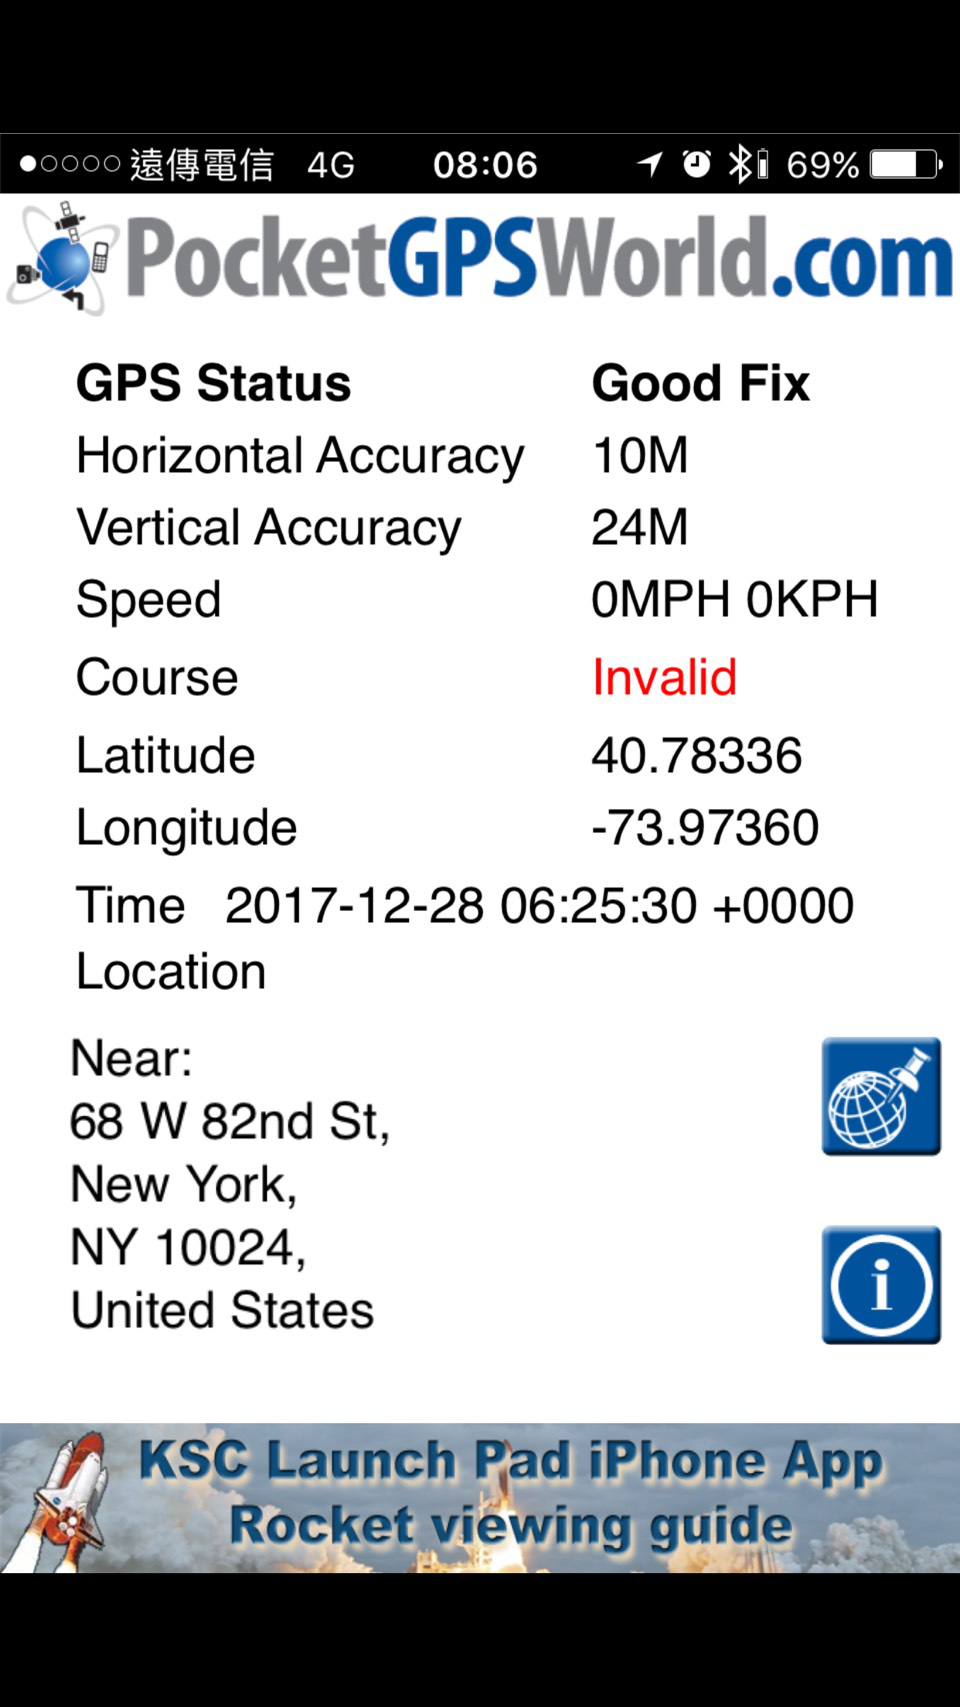 遠傳電信 4G 08:06 69%
PocketGPSWorld.com
GPS Status Good Fix
Horizontal Accuracy 10M
Vertical Accuracy 24M
Speed 0MPH 0KPH
Course Invalid
Latitude 40.78336
Longitude -73.97360
Time 2017-12-28 06:25:30 +0000
Location
Near:
68 W 82nd St,
New York,
NY 10024,
United States
i
KSC Launch Pad iPhone App
Rocket viewing guide